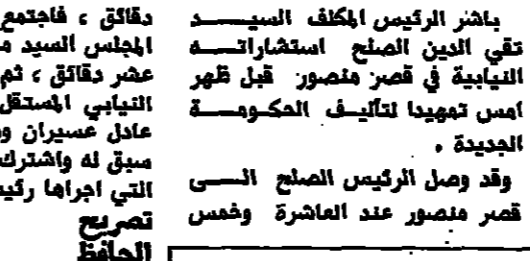 باشر الرئيس المكلف السيد
تقي الدين الصلح استشاراته
النيابية في قصر منصور قبل ظهر
امس تمهيدا لتأليف الحكومة
الجديدة .
وقد وصل الرئيس الصلح الى
قصر منصور عند العاشرة وخمس
دقائق ، فاجتمع
المجلس السيد
عشر دقائق ، ثم
النيابي المستقل
عادل عسيران
سبق له واشترك
التي اجراها
تصريح
الحافظ